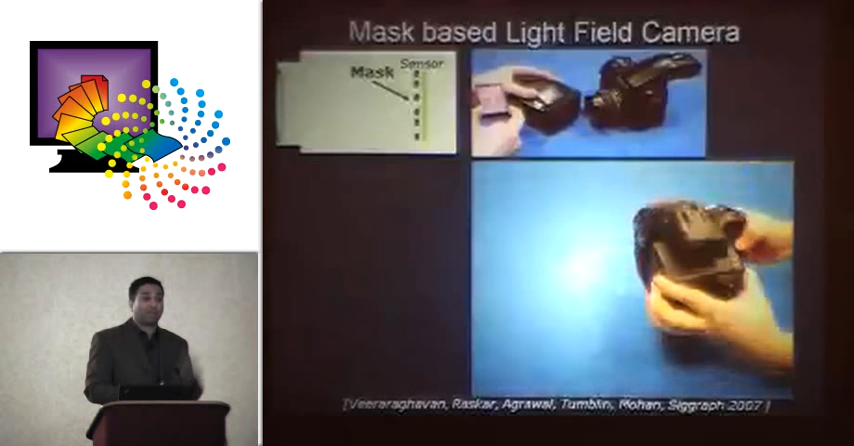 Mask based Light Field Camera
Sensor
Mask
[Veeraraghavan, Raskar, Agrawal, Tumblin, Mohan, Siggraph 2007]